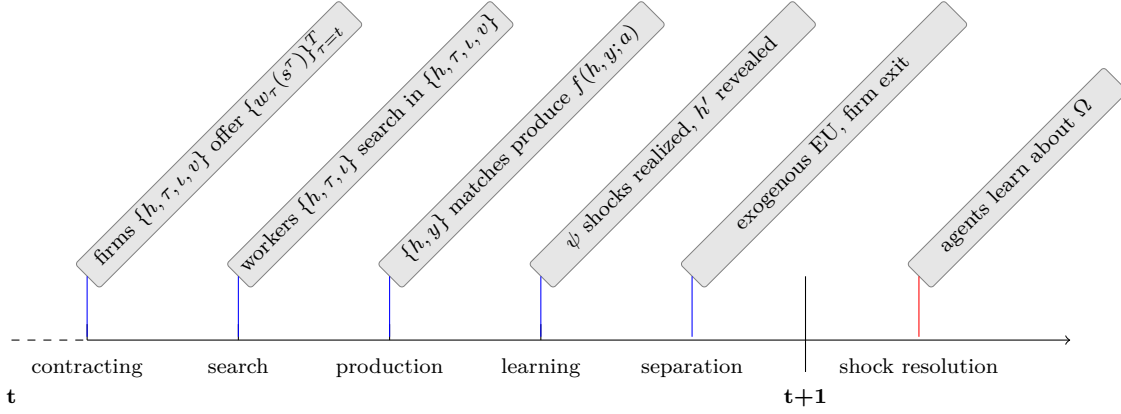 firms {h, τ, ι, v} offer {w_τ(s^τ)}^T_{τ=t}
workers {h, τ, ι} search in {h, τ, ι, v}
{h, y} matches produce f(h, y; a)
ψ shocks realized, h′ revealed
exogenous EU, firm exit
agents learn about Ω
contracting search production learning separation shock resolution
t t+1